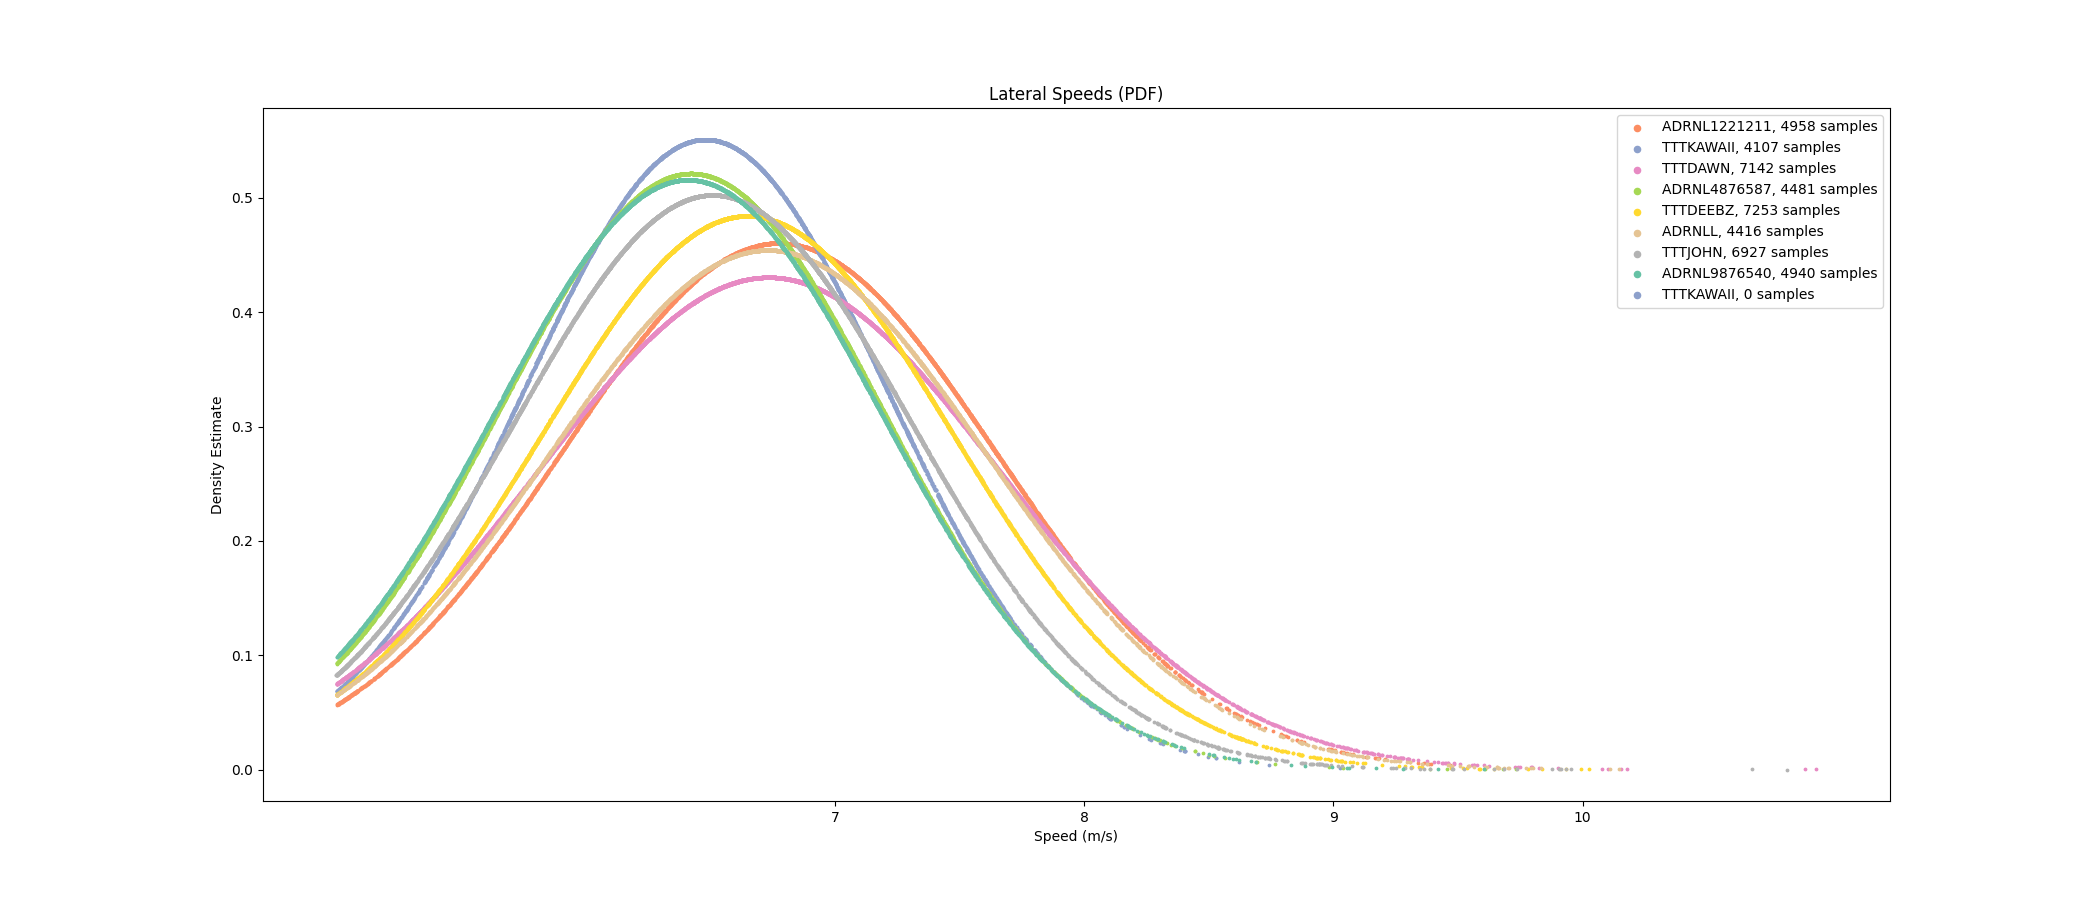 Lateral Speeds (PDF)
ADRNL1221211, 4958 samples
TTTKAWAII, 4107 samples
TTTDAWN, 7142 samples
ADRNL4876587, 4481 samples
TTTDEEBZ, 7253 samples
ADRNLL, 4416 samples
TTTJOHN, 6927 samples
ADRNL9876540, 4940 samples
TTTKAWAII, 0 samples
Density Estimate
0.5
0.4
0.3
0.2
0.1
0.0
7 8 9 10
Speed (m/s)